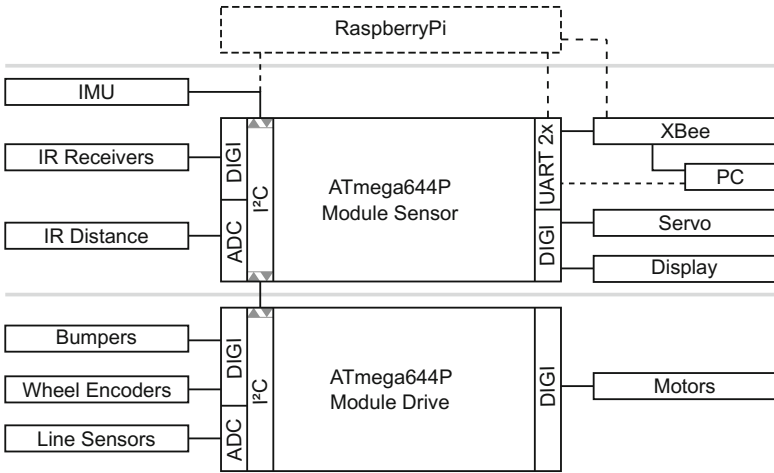 RaspberryPi
IMU
IR Receivers
IR Distance
DIGI
ADC
I²C
ATmega644P
Module Sensor
UART 2x
DIGI
XBee
PC
Servo
Display
Bumpers
Wheel Encoders
Line Sensors
DIGI
ADC
I²C
ATmega644P
Module Drive
DIGI
Motors